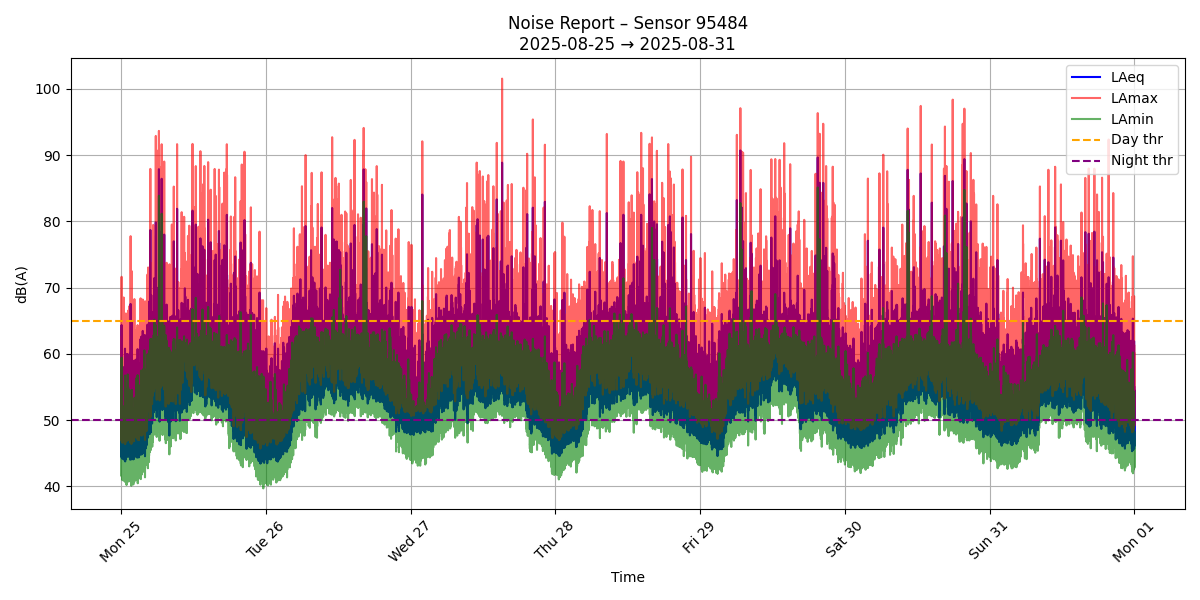 Noise Report – Sensor 95484
2025-08-25 → 2025-08-31
LAeq
LAmax
LAmin
Day thr
Night thr
dB(A)
100
90
80
70
60
50
40
Mon 25
Tue 26
Wed 27
Thu 28
Fri 29
Sat 30
Sun 31
Mon 01
Time